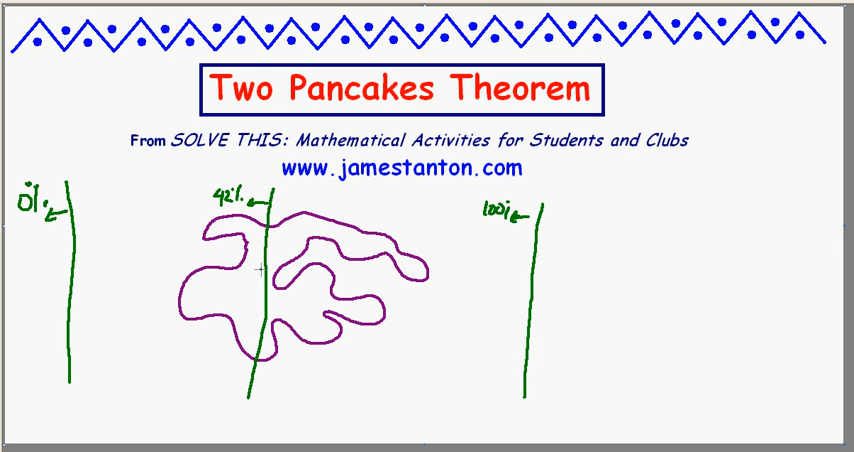 Two Pancakes Theorem
From SOLVE THIS: Mathematical Activities for Students and Clubs
www.jamestanton.com
0%
42%
100%